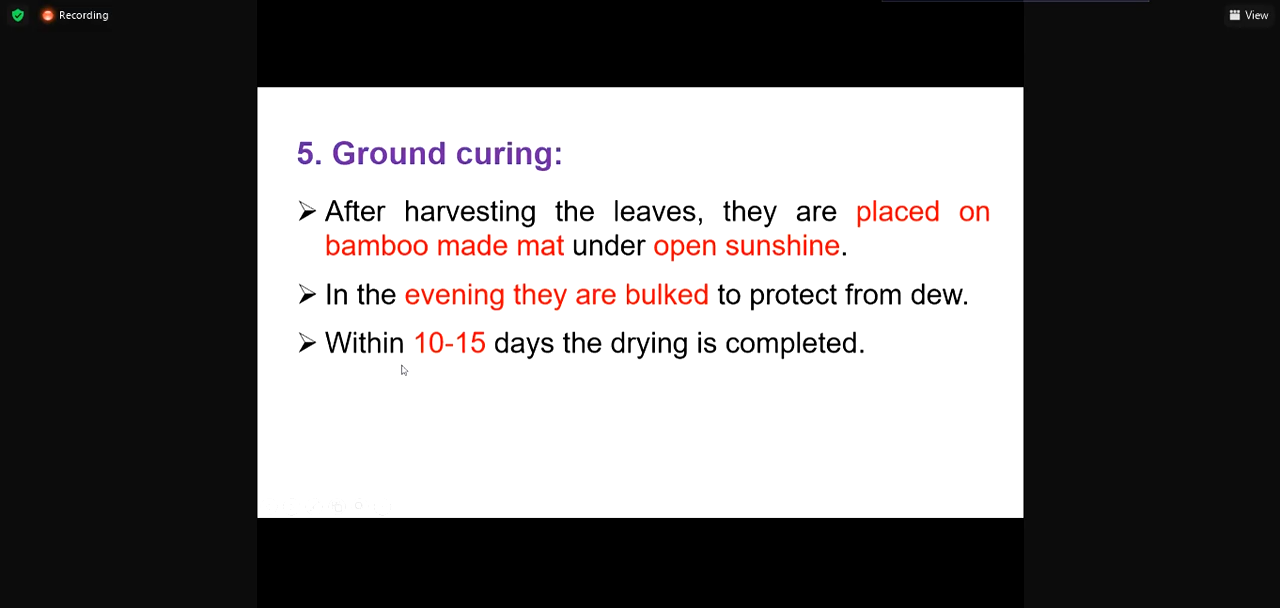 Recording
View
5. Ground curing:
➢ After harvesting the leaves, they are placed on
bamboo made mat under open sunshine.
➢ In the evening they are bulked to protect from dew.
➢ Within 10-15 days the drying is completed.